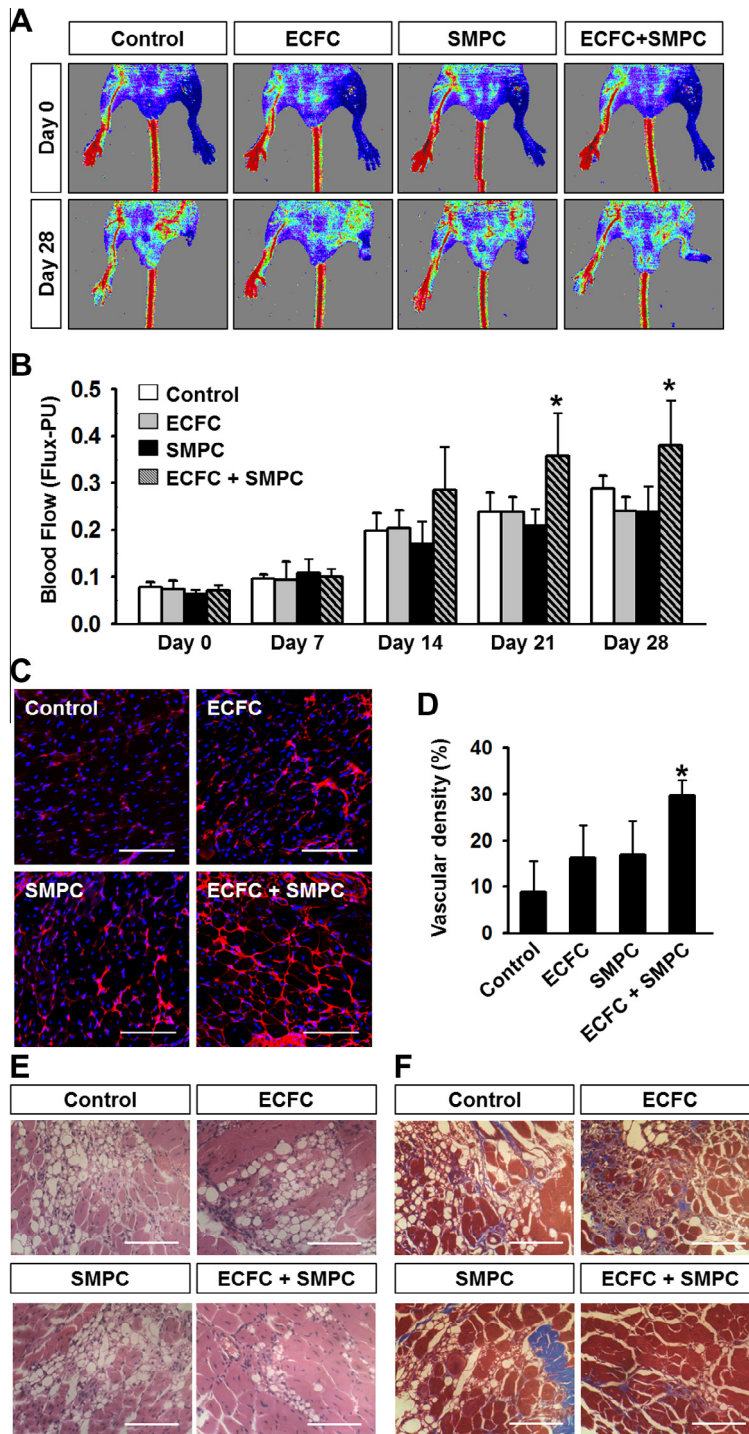 A
Control
ECFC
SMPC
ECFC+SMPC
Day 0
Day 28
B
Blood Flow (Flux-PU)
0.5
0.4
0.3
0.2
0.1
0.0
Control
ECFC
SMPC
ECFC + SMPC
*
*
Day 0
Day 7
Day 14
Day 21
Day 28
C
Control
ECFC
SMPC
ECFC + SMPC
D
Vascular density (%)
40
30
20
10
0
*
Control
ECFC
SMPC
ECFC + SMPC
E
Control
ECFC
SMPC
ECFC + SMPC
F
Control
ECFC
SMPC
ECFC + SMPC